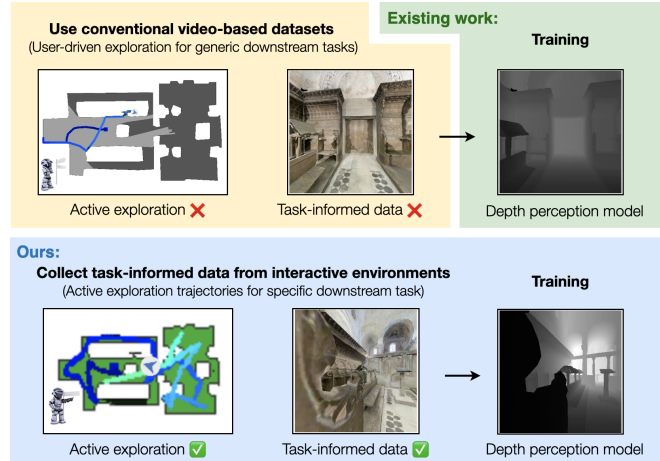 Existing work:
Use conventional video-based datasets
(User-driven exploration for generic downstream tasks)
Training
Active exploration ❌
Task-informed data ❌
Depth perception model
Ours:
Collect task-informed data from interactive environments
(Active exploration trajectories for specific downstream task)
Training
Active exploration ✅
Task-informed data ✅
Depth perception model